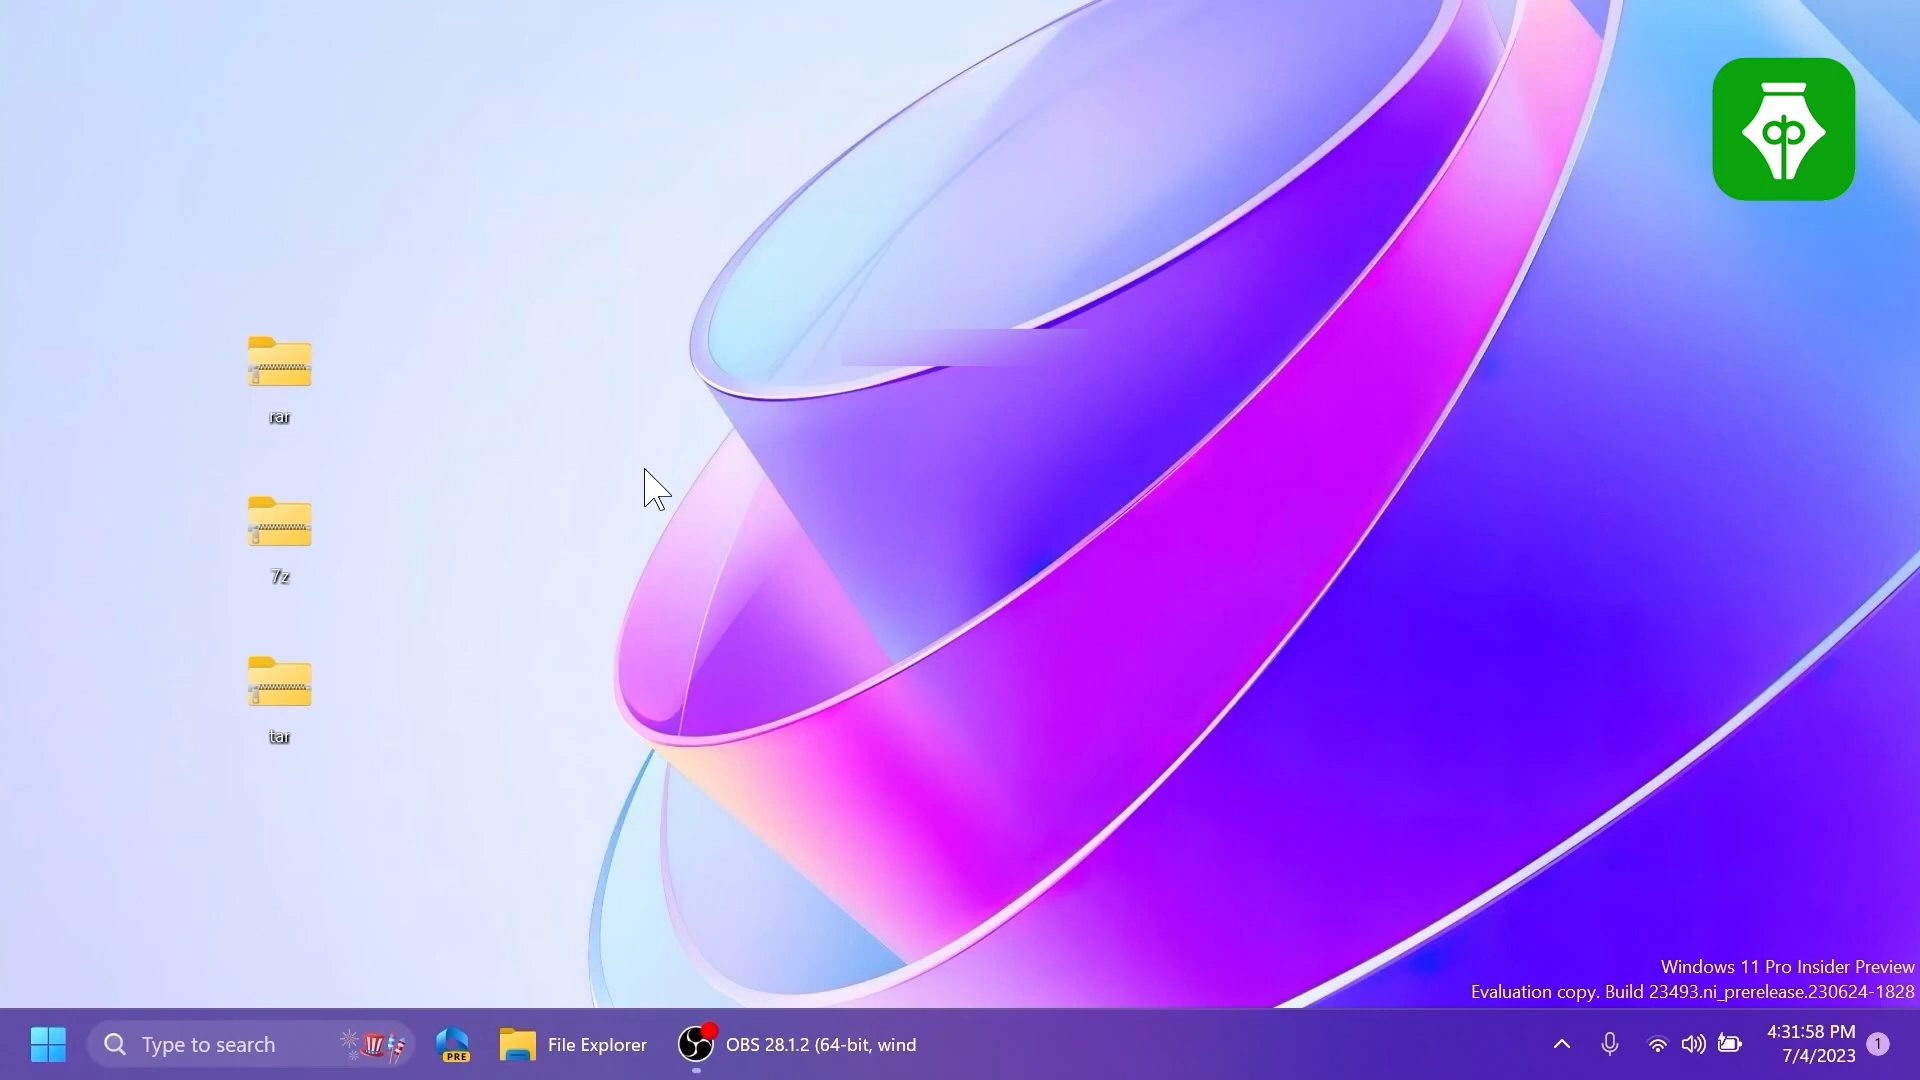 rar
7z
tar
Windows 11 Pro Insider Preview
Evaluation copy. Build 23493.ni_prerelease.230624-1828
Type to search
PRE
File Explorer
OBS 28.1.2 (64-bit, wind
4:31:58 PM
7/4/2023
1